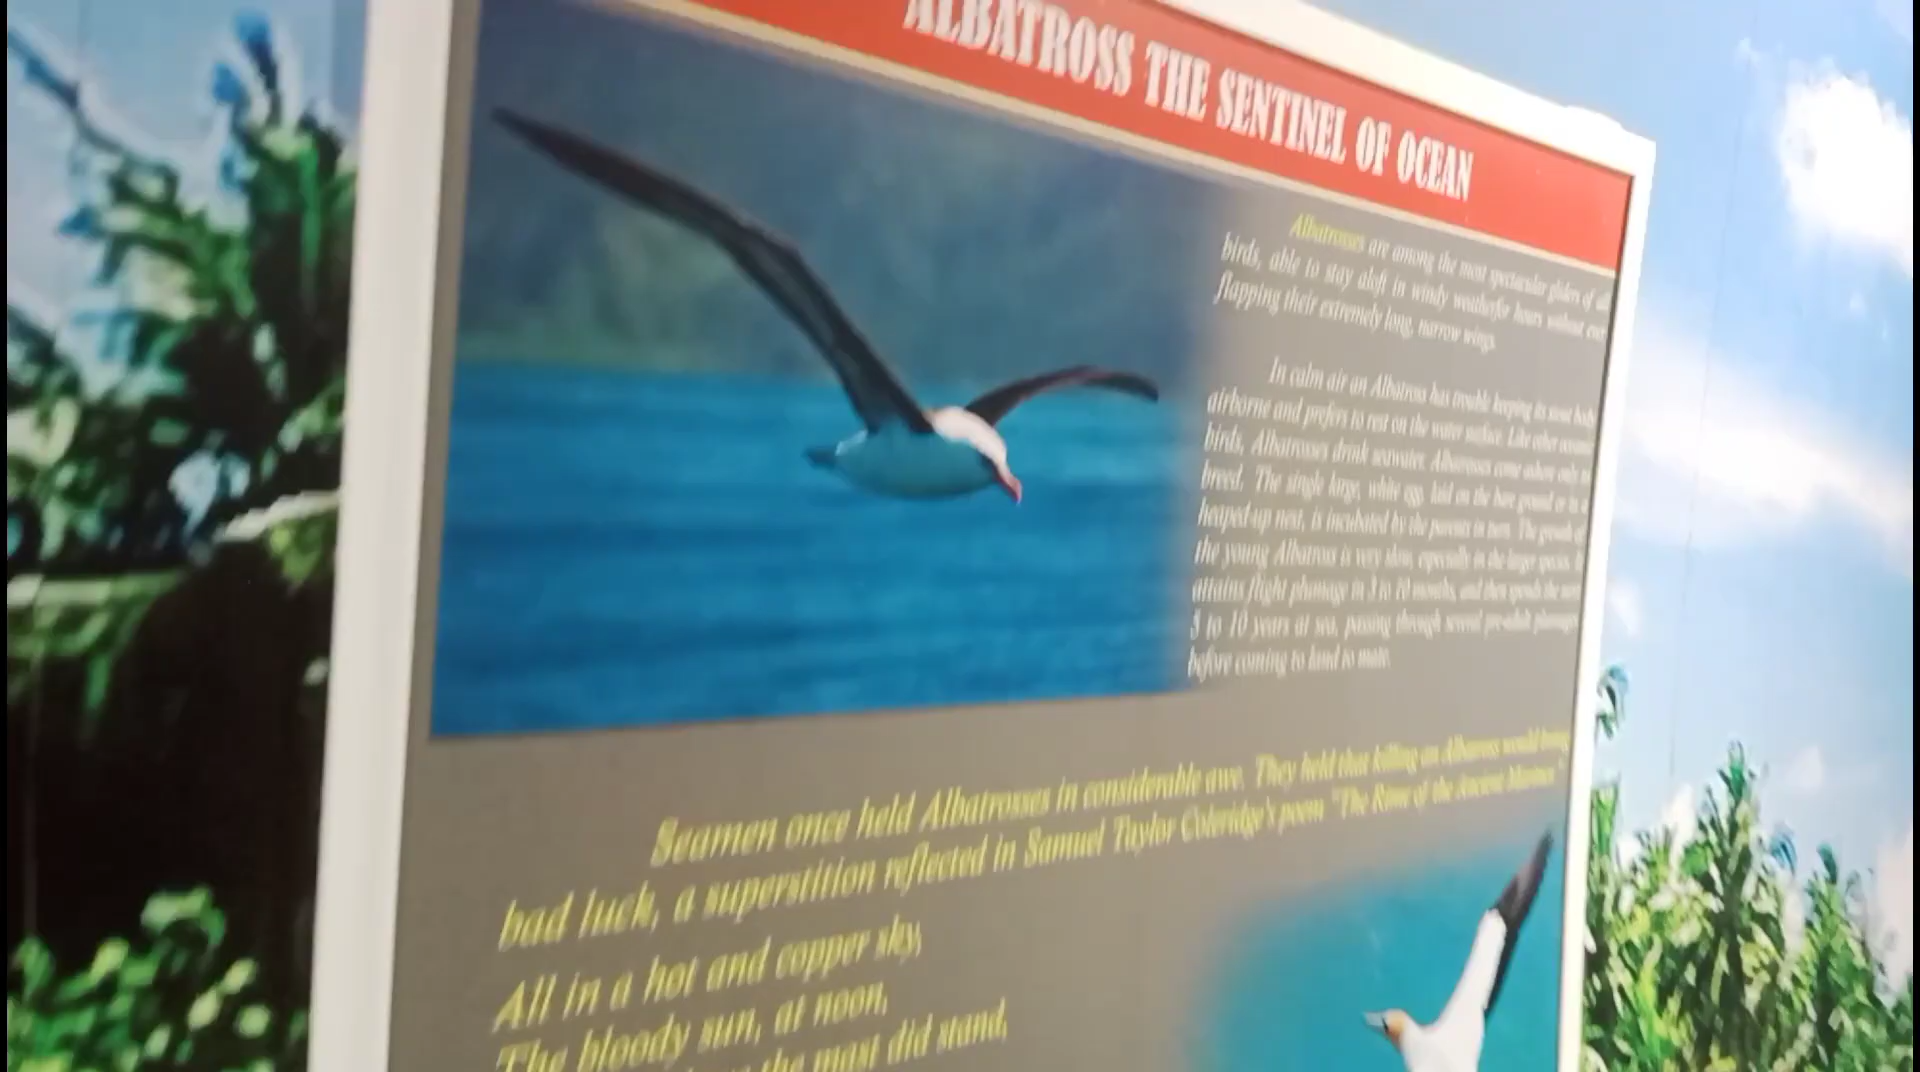 ALBATROSS THE SENTINEL OF OCEAN
Albatrosses are among the most spectacular gliders of
birds, able to stay aloft in windy weatherfor hours without
flapping their extremely long, narrow wings.
In calm air an Albatross has trouble keeping its stout body
airborne and prefers to rest on the water surface. Like other
birds, Albatrosses drink seawater. Albatrosses come ashore only
breed. The single large, white egg, laid on the bare ground or in a
heaped-up nest, is incubated by the parents in turn. The growth of
the young Albatross is very slow, especially in the larger species.
attains flight plumage in 3 to 10 months, and then spends the
5 to 10 years at sea, passing through several pre-adult
before coming to land to mate.
Seamen once held Albatrosses in considerable awe. They held that killing an Albatross would bring
bad luck, a superstition reflected in Samuel Taylor Coleridge's poem "The Rime of the Ancient Mariner."
All in a hot and copper sky,
The bloody sun, at noon,
the mast did stand,